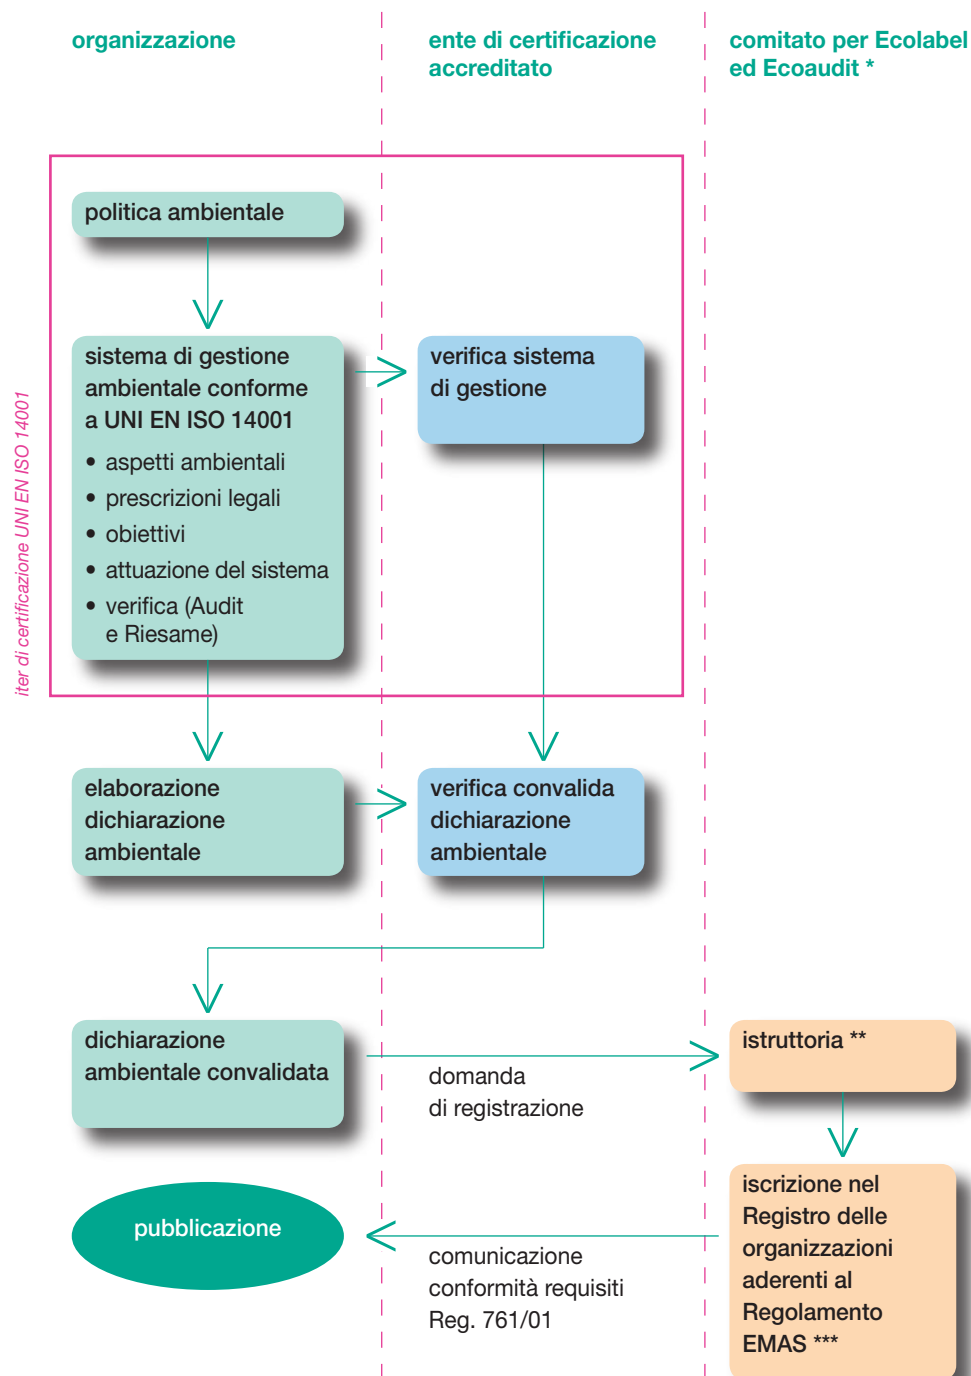 organizzazione
ente di certificazione
accreditato
comitato per Ecolabel
ed Ecoaudit *
iter di certificazione UNI EN ISO 14001
politica ambientale
sistema di gestione
ambientale conforme
a UNI EN ISO 14001
• aspetti ambientali
• prescrizioni legali
• obiettivi
• attuazione del sistema
• verifica (Audit
e Riesame)
verifica sistema
di gestione
elaborazione
dichiarazione
ambientale
verifica convalida
dichiarazione
ambientale
dichiarazione
ambientale convalidata
domanda
di registrazione
istruttoria **
pubblicazione
comunicazione
conformità requisiti
Reg. 761/01
iscrizione nel
Registro delle
organizzazioni
aderenti al
Regolamento
EMAS ***